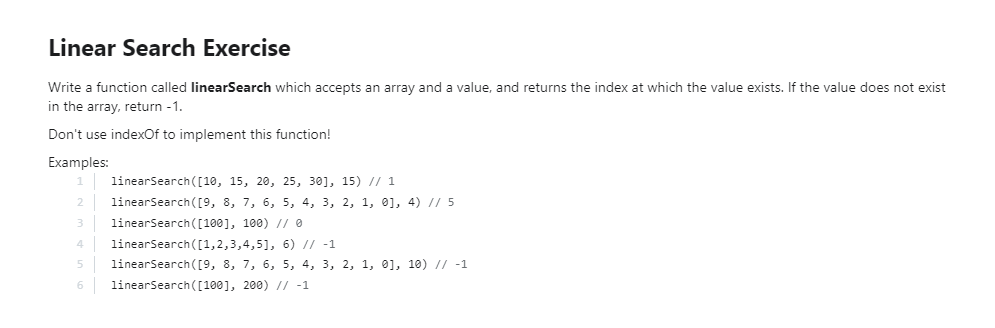 Linear Search Exercise
Write a function called linearSearch which accepts an array and a value, and returns the index at which the value exists. If the value does not exist
in the array, return -1.
Don't use indexOf to implement this function!
Examples:
1 linearSearch([10, 15, 20, 25, 30], 15) // 1
2 linearSearch([9, 8, 7, 6, 5, 4, 3, 2, 1, 0], 4) // 5
3 linearSearch([100], 100) // 0
4 linearSearch([1,2,3,4,5], 6) // -1
5 linearSearch([9, 8, 7, 6, 5, 4, 3, 2, 1, 0], 10) // -1
6 linearSearch([100], 200) // -1